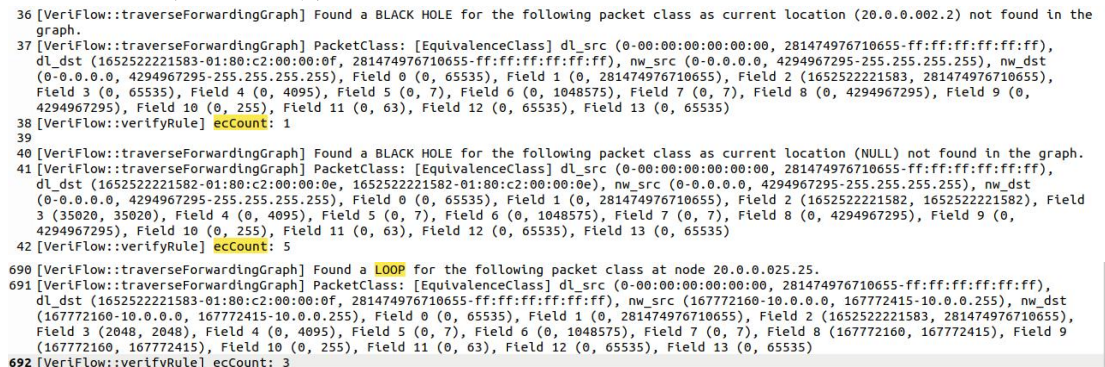 36 [VeriFlow::traverseForwardingGraph] Found a BLACK HOLE for the following packet class as current location (20.0.0.002.2) not found in the
graph.
37 [VeriFlow::traverseForwardingGraph] PacketClass: [EquivalenceClass] dl_src (0-00:00:00:00:00:00, 281474976710655-ff:ff:ff:ff:ff:ff),
dl_dst (1652522221583-01:80:c2:00:00:0f, 281474976710655-ff:ff:ff:ff:ff:ff), nw_src (0-0.0.0.0, 4294967295-255.255.255.255), nw_dst
(0-0.0.0.0, 4294967295-255.255.255.255), Field 0 (0, 65535), Field 1 (0, 281474976710655), Field 2 (1652522221583, 281474976710655),
Field 3 (0, 65535), Field 4 (0, 4095), Field 5 (0, 7), Field 6 (0, 1048575), Field 7 (0, 7), Field 8 (0, 4294967295), Field 9 (0,
4294967295), Field 10 (0, 255), Field 11 (0, 63), Field 12 (0, 65535), Field 13 (0, 65535)
38 [VeriFlow::verifyRule] ecCount: 1
39
40 [VeriFlow::traverseForwardingGraph] Found a BLACK HOLE for the following packet class as current location (NULL) not found in the graph.
41 [VeriFlow::traverseForwardingGraph] PacketClass: [EquivalenceClass] dl_src (0-00:00:00:00:00:00, 281474976710655-ff:ff:ff:ff:ff:ff),
dl_dst (1652522221582-01:80:c2:00:00:0e, 1652522221582-01:80:c2:00:00:0e), nw_src (0-0.0.0.0, 4294967295-255.255.255.255), nw_dst
(0-0.0.0.0, 4294967295-255.255.255.255), Field 0 (0, 65535), Field 1 (0, 281474976710655), Field 2 (1652522221582, 1652522221582), Field
3 (35020, 35020), Field 4 (0, 4095), Field 5 (0, 7), Field 6 (0, 1048575), Field 7 (0, 7), Field 8 (0, 4294967295), Field 9 (0,
4294967295), Field 10 (0, 255), Field 11 (0, 63), Field 12 (0, 65535), Field 13 (0, 65535)
42 [VeriFlow::verifyRule] ecCount: 5
690 [VeriFlow::traverseForwardingGraph] Found a LOOP for the following packet class at node 20.0.0.025.25.
691 [VeriFlow::traverseForwardingGraph] PacketClass: [EquivalenceClass] dl_src (0-00:00:00:00:00:00, 281474976710655-ff:ff:ff:ff:ff:ff),
dl_dst (1652522221583-01:80:c2:00:00:0f, 281474976710655-ff:ff:ff:ff:ff:ff), nw_src (167772160-10.0.0.0, 167772415-10.0.0.255), nw_dst
(167772160-10.0.0.0, 167772415-10.0.0.255), Field 0 (0, 65535), Field 1 (0, 281474976710655), Field 2 (1652522221583, 281474976710655),
Field 3 (2048, 2048), Field 4 (0, 4095), Field 5 (0, 7), Field 6 (0, 1048575), Field 7 (0, 7), Field 8 (167772160, 167772415), Field 9
(167772160, 167772415), Field 10 (0, 255), Field 11 (0, 63), Field 12 (0, 65535), Field 13 (0, 65535)
692 [VeriFlow::verifyRule] ecCount: 3